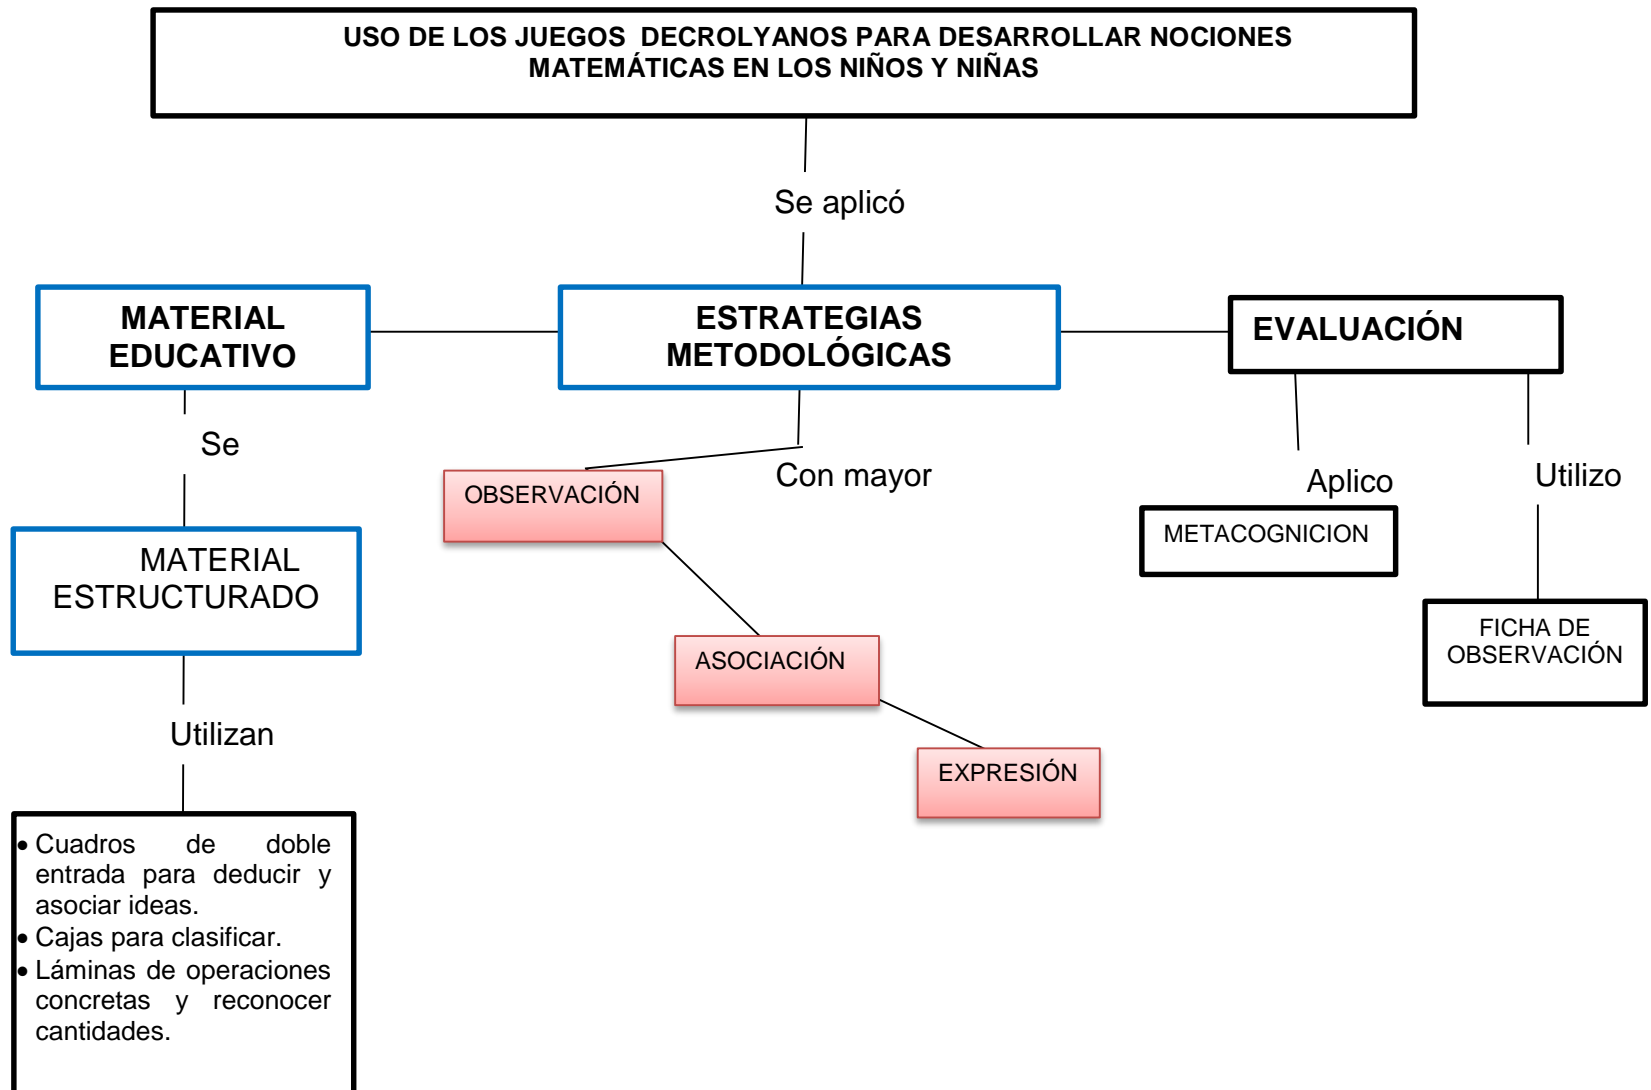 USO DE LOS JUEGOS DECROLYANOS PARA DESARROLLAR NOCIONES
MATEMÁTICAS EN LOS NIÑOS Y NIÑAS
Se aplicó
MATERIAL
EDUCATIVO
ESTRATEGIAS
METODOLÓGICAS
EVALUACIÓN
Se
Con mayor
Aplico
Utilizo
OBSERVACIÓN
METACOGNICION
MATERIAL
ESTRUCTURADO
ASOCIACIÓN
FICHA DE
OBSERVACIÓN
Utilizan
EXPRESIÓN
• Cuadros de doble
entrada para deducir y
asociar ideas.
• Cajas para clasificar.
• Láminas de operaciones
concretas y reconocer
cantidades.